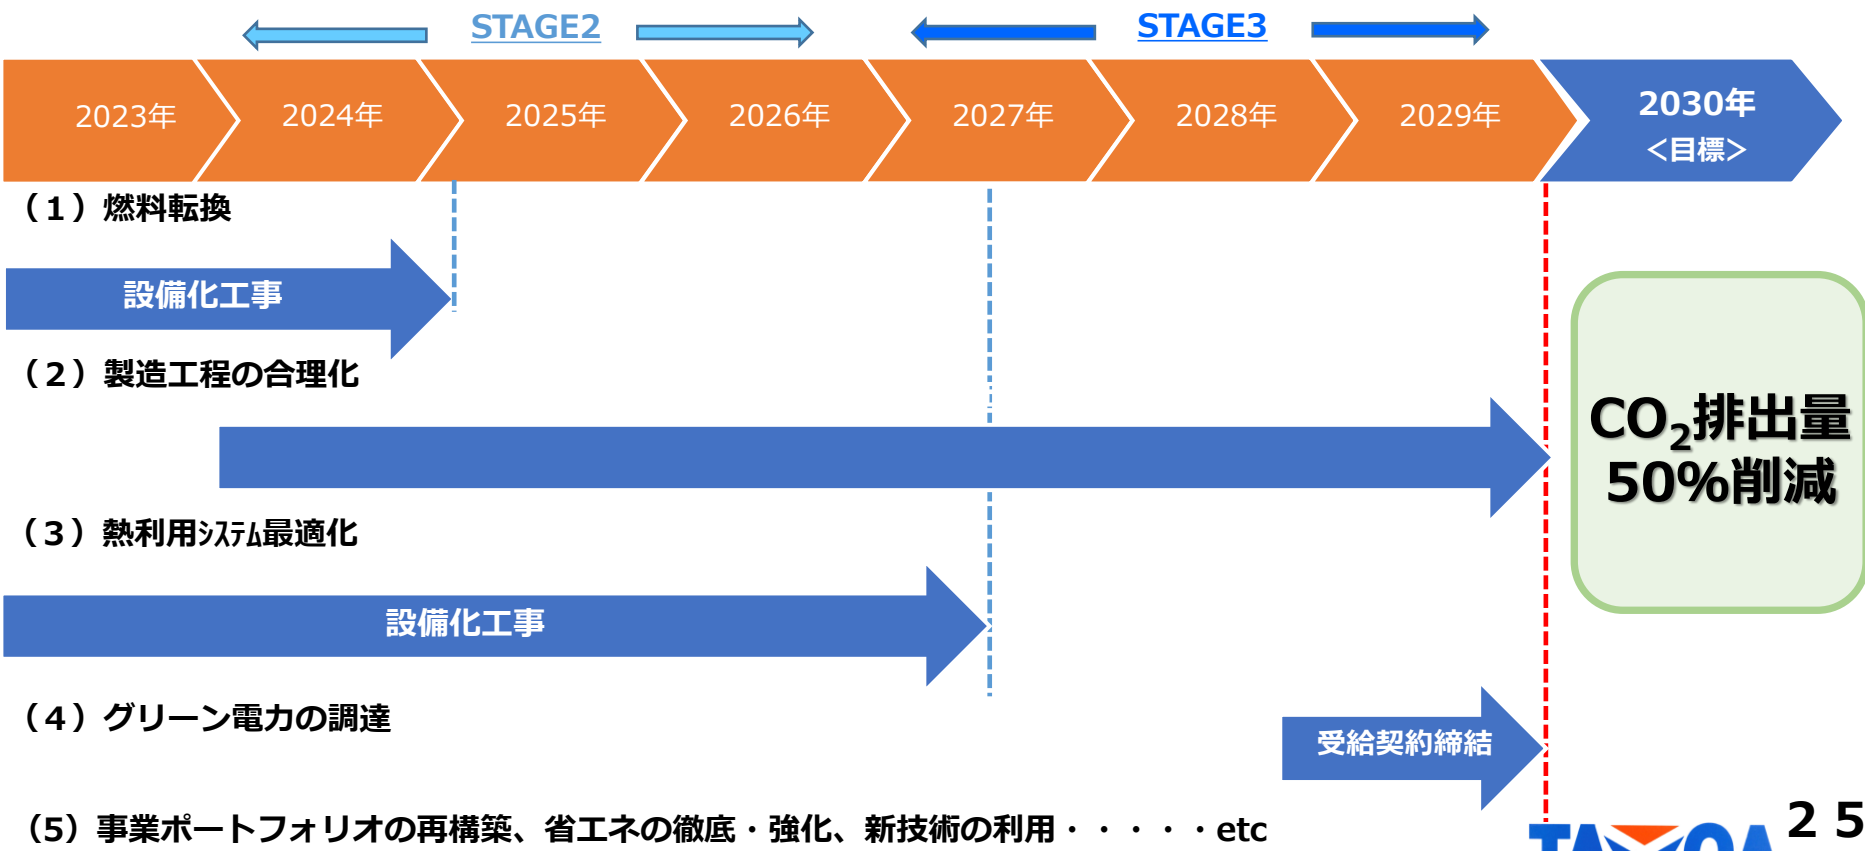 STAGE2 STAGE3
2023年 2024年 2025年 2026年 2027年 2028年 2029年 2030年
<目標>
（1）燃料転換
設備化工事
（2）製造工程の合理化
CO₂排出量
50%削減
（3）熱利用ｼｽﾃﾑ最適化
設備化工事
（4）グリーン電力の調達
受給契約締結
（5）事業ポートフォリオの再構築、省エネの徹底・強化、新技術の利用・・・・・etc
２５